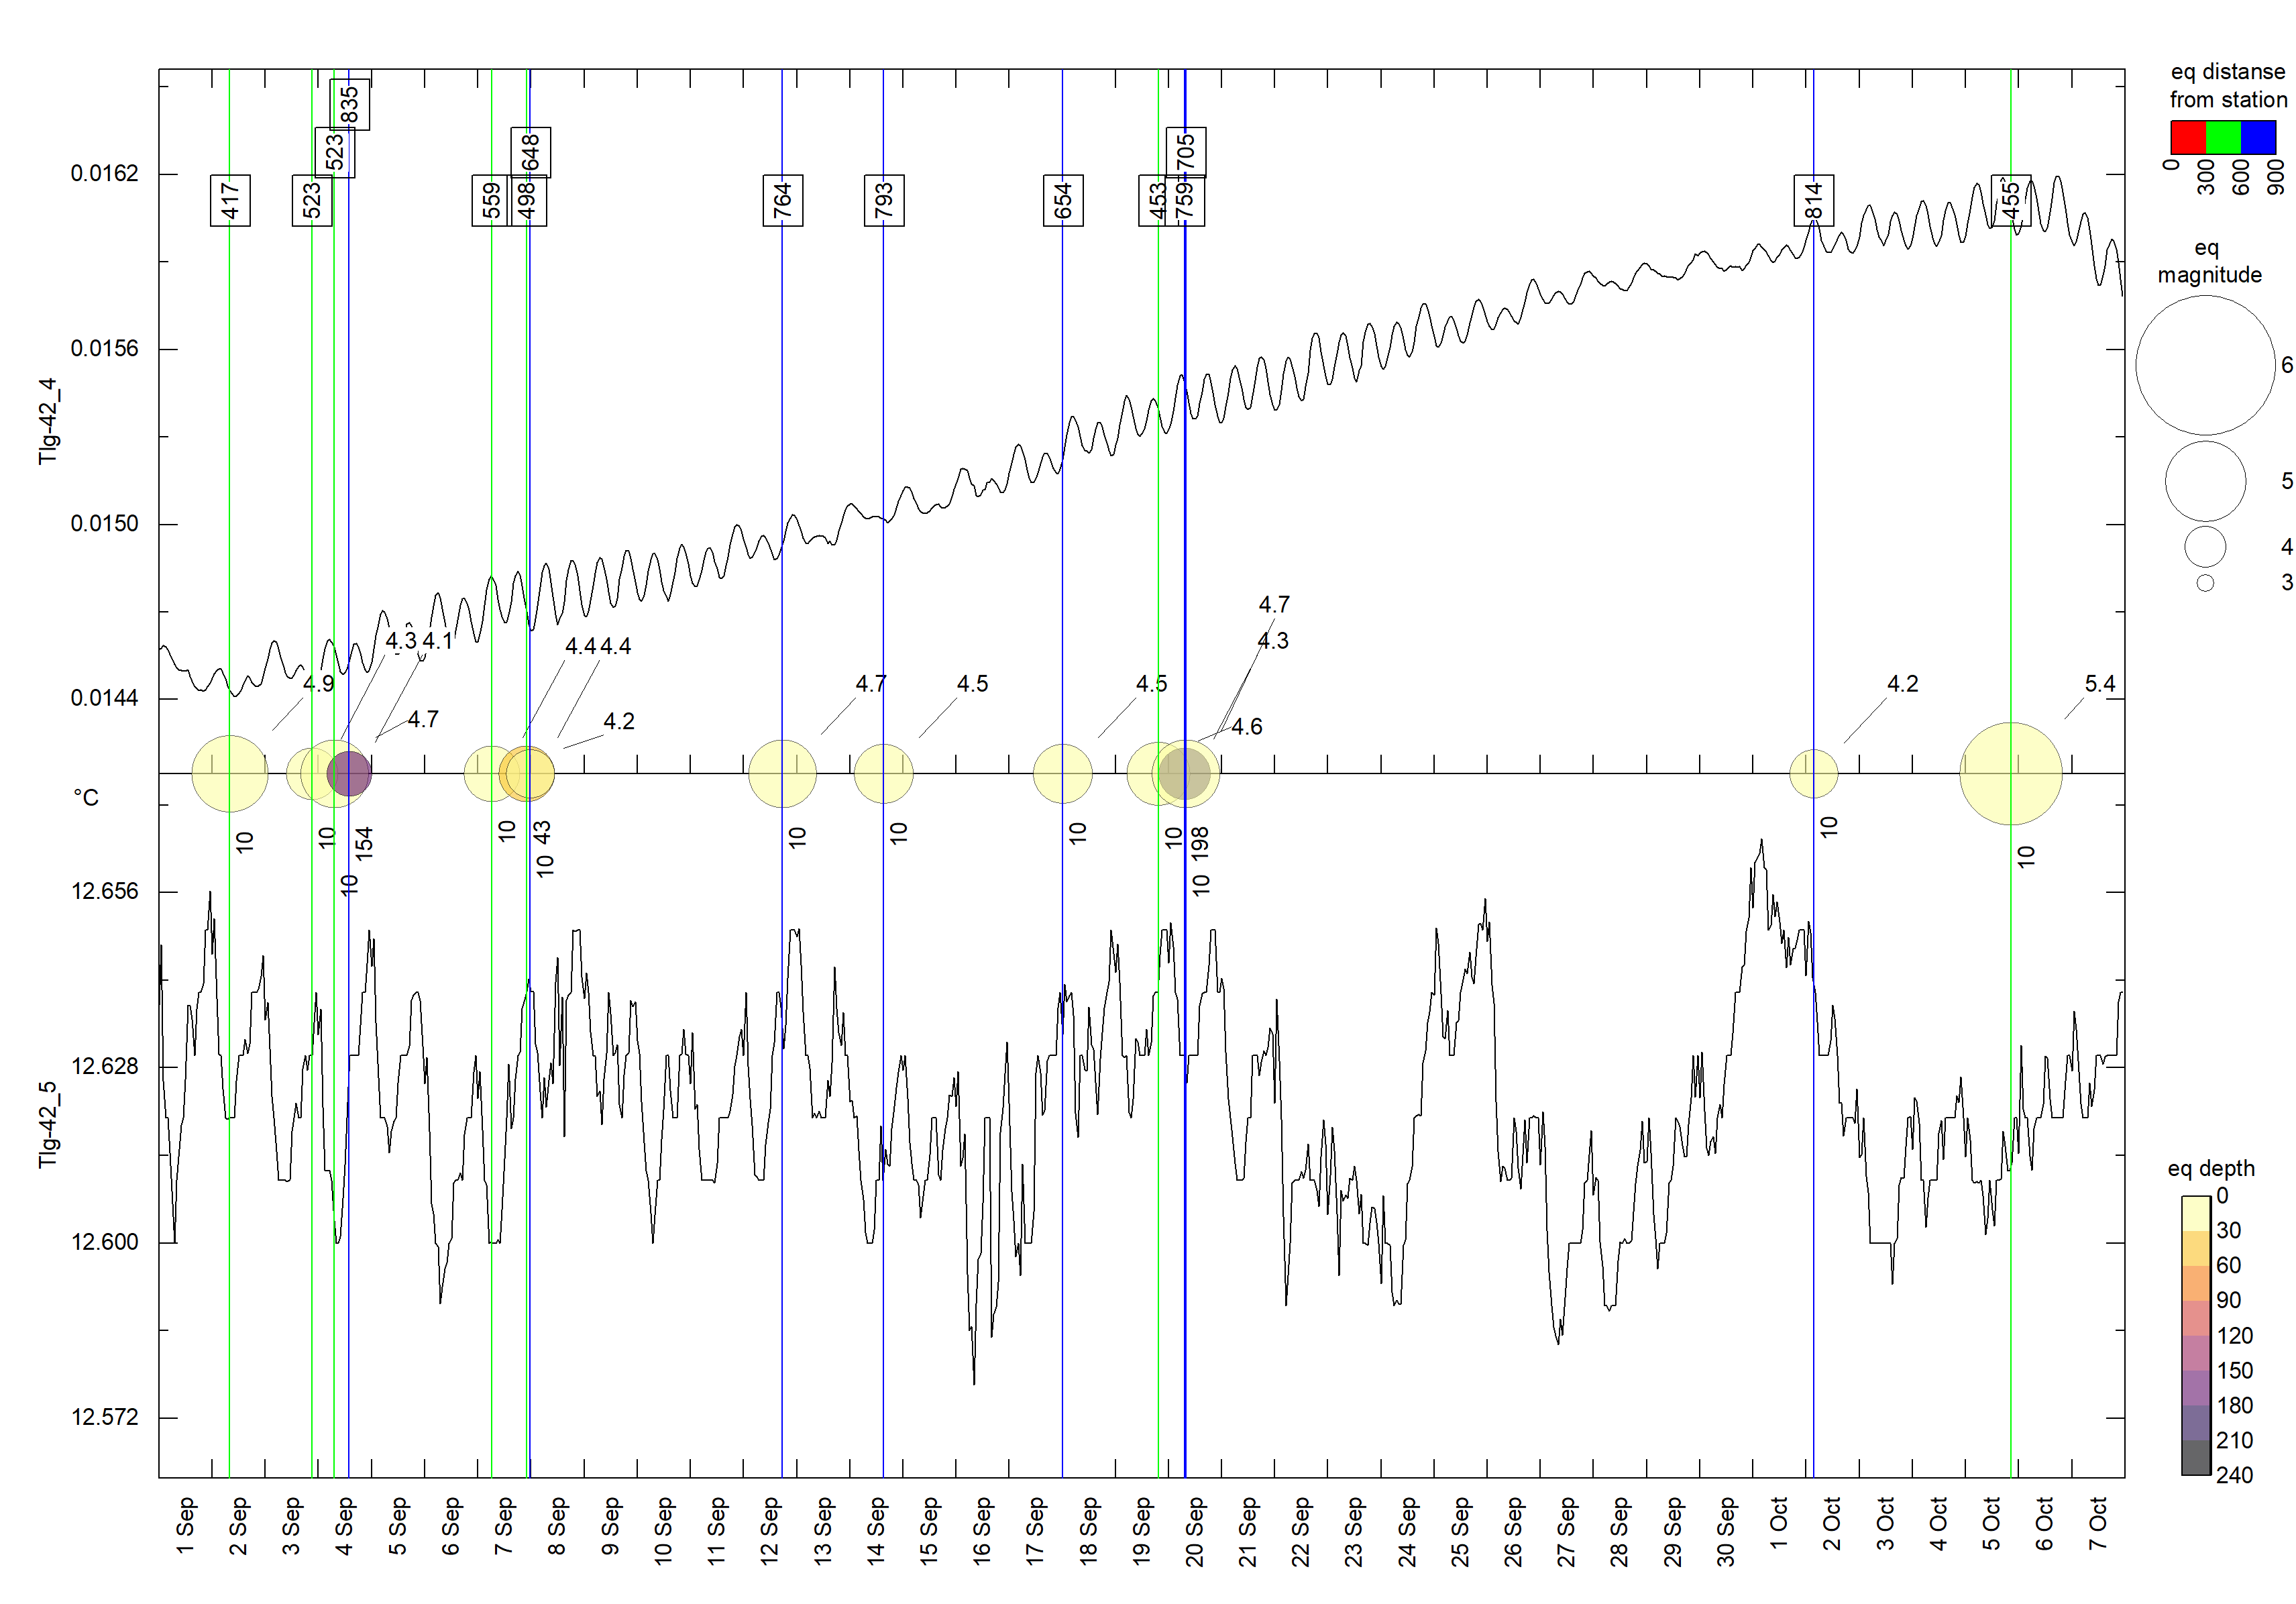 eq distanse
from station
0
300
600
900
eq
magnitude
6
5
4
3
835
523
648
705
417
523
559
498
764
793
654
453
759
814
455
0.0162
0.0156
0.0150
0.0144
Tlg-42_4
4.7
4.3
4.3
4.1
4.4
4.4
4.9
4.7
4.5
4.5
4.2
5.4
4.7
4.2
4.6
°C
10
10
154
10
10
43
10
10
10
10
10
198
10
10
10
12.656
12.628
12.600
12.572
Tlg-42_5
eq depth
0
30
60
90
120
150
180
210
240
1 Sep
2 Sep
3 Sep
4 Sep
5 Sep
6 Sep
7 Sep
8 Sep
9 Sep
10 Sep
11 Sep
12 Sep
13 Sep
14 Sep
15 Sep
16 Sep
17 Sep
18 Sep
19 Sep
20 Sep
21 Sep
22 Sep
23 Sep
24 Sep
25 Sep
26 Sep
27 Sep
28 Sep
29 Sep
30 Sep
1 Oct
2 Oct
3 Oct
4 Oct
5 Oct
6 Oct
7 Oct